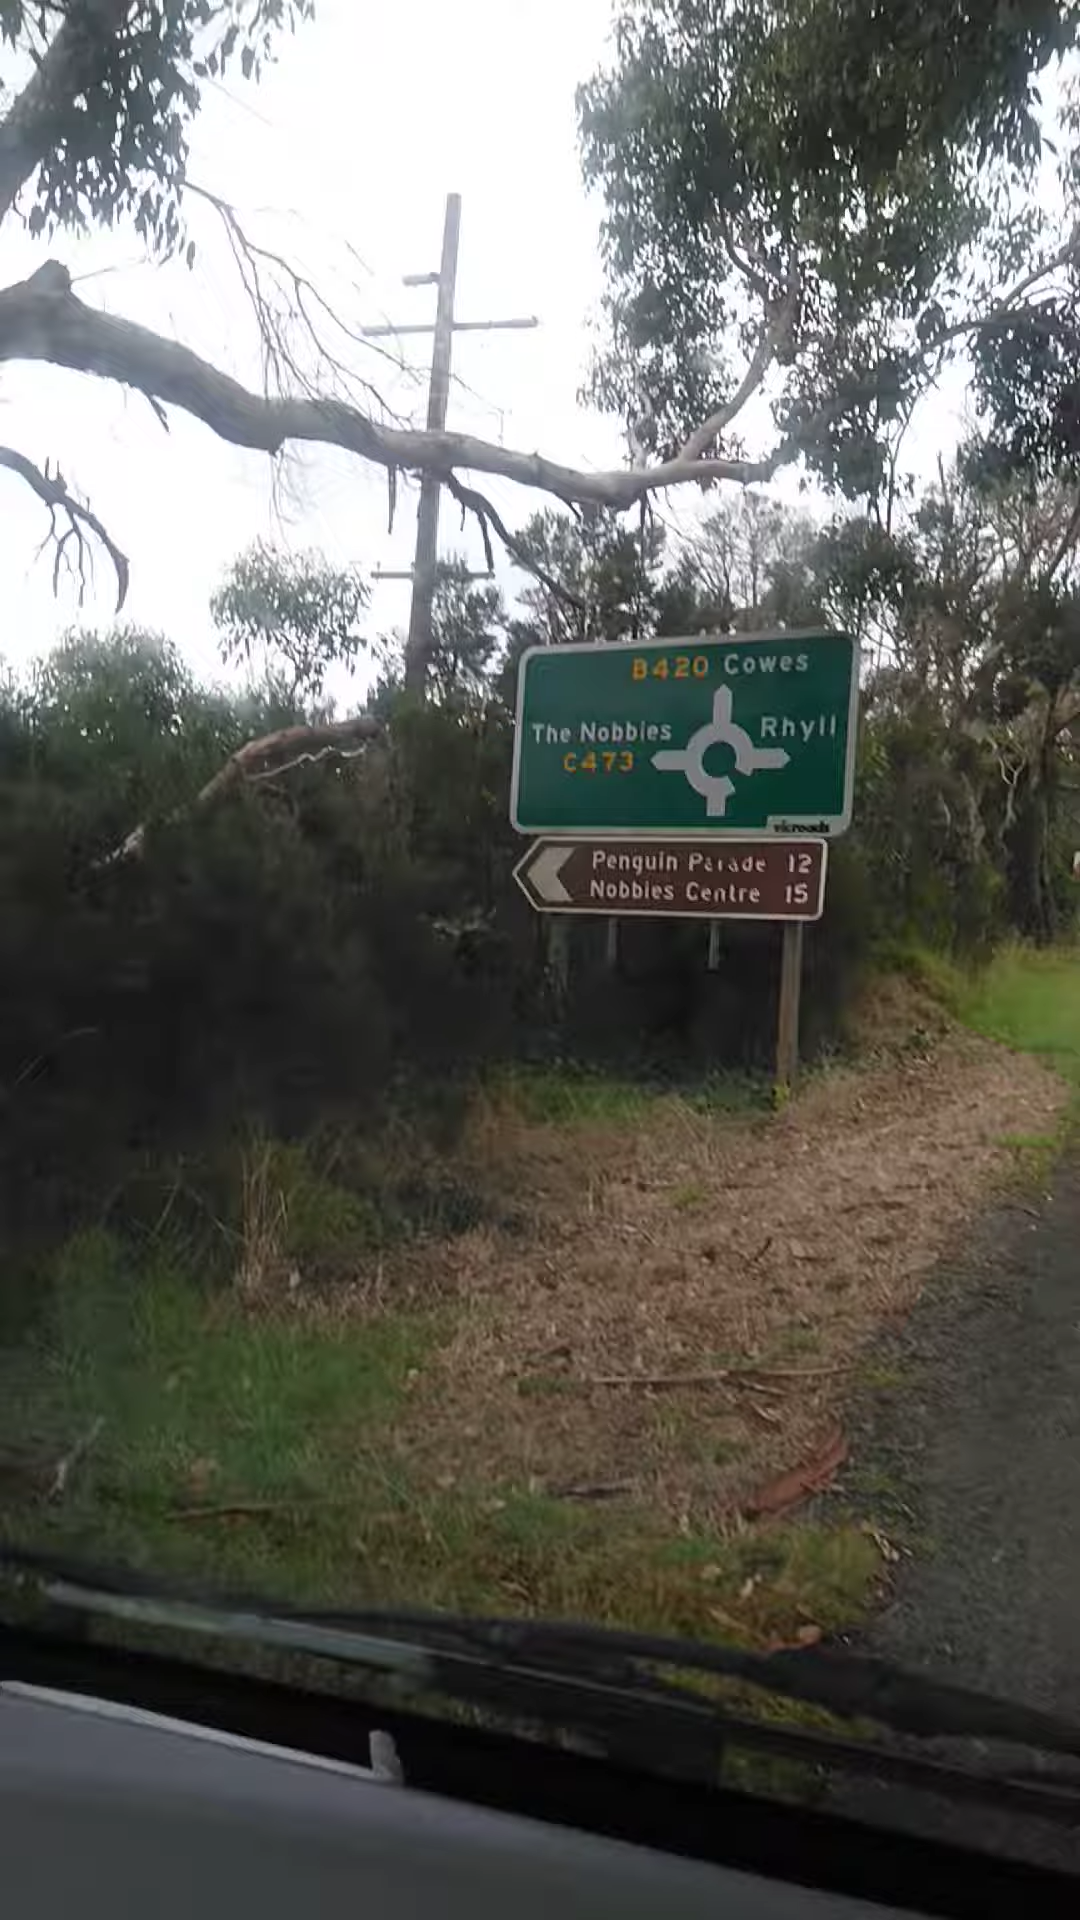 B420 Cowes
The Nobbies
Rhyll
C473
vicroads
Penguin Parade 12
Nobbies Centre 15